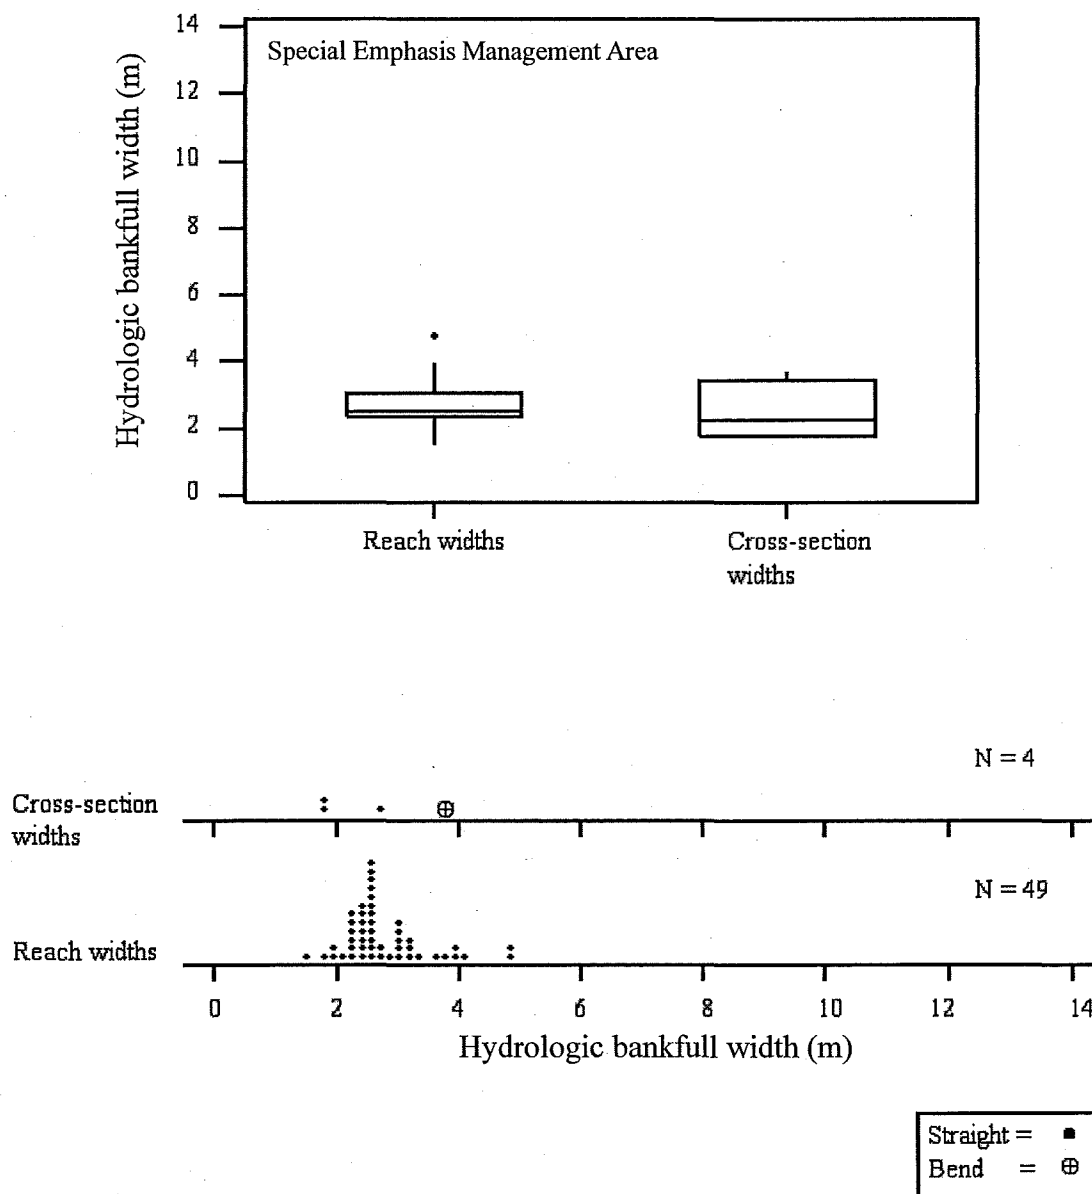 Special Emphasis Management Area
Hydrologic bankfull width (m)
14
12
10
8
6
4
2
0
Reach widths
Cross-section
widths
N = 4
Cross-section
widths
N = 49
Reach widths
0 2 4 6 8 10 12 14
Hydrologic bankfull width (m)
Straight = ■
Bend = ⊕